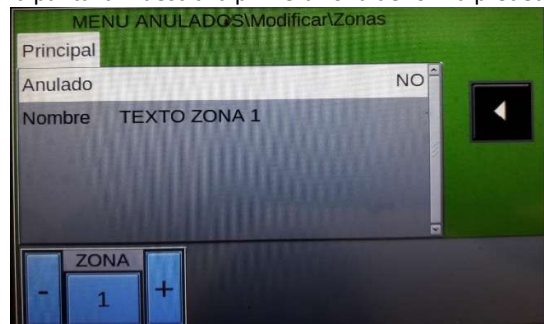 MENU ANULADOS\Modificar\Zonas
Principal
Anulado NO
Nombre TEXTO ZONA 1
ZONA
- 1 +